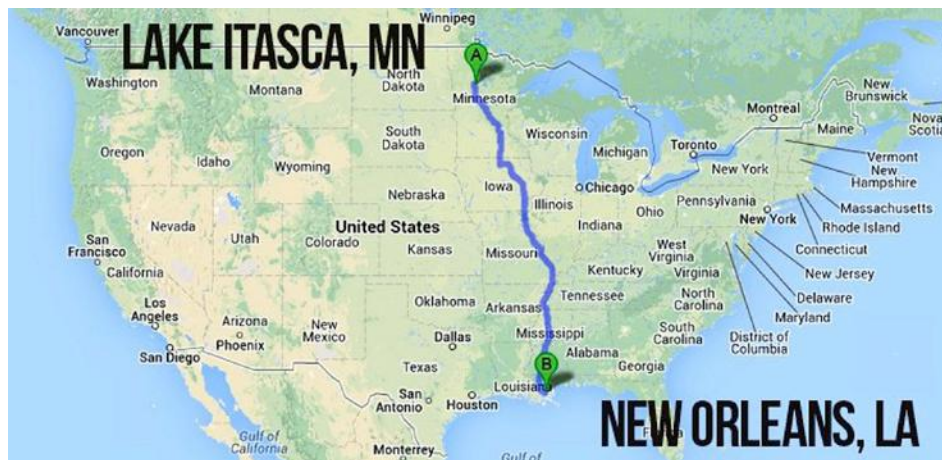 LAKE ITASCA, MN
NEW ORLEANS, LA
Vancouver
Winnipeg
Washington
Montana
North
Dakota
Minnesota
A
New
Brunswick
Montreal
Maine
Nova
Scotia
Oregon
Idaho
Wyoming
South
Dakota
Wisconsin
Michigan
Toronto
New York
Vermont
New
Hampshire
Nebraska
Iowa
Chicago
Illinois
Indiana
Ohio
Pennsylvania
New York
Massachusetts
Rhode Island
Connecticut
Nevada
Utah
Colorado
United States
Kansas
Missouri
West
Virginia
Kentucky
Virginia
New Jersey
Delaware
Maryland
District of
Columbia
San
Francisco
California
Los
Angeles
San Diego
Arizona
Phoenix
New
Mexico
Oklahoma
Arkansas
Tennessee
North
Carolina
South
Carolina
Dallas
Texas
Mississippi
Alabama
Georgia
B
Louisiana
San
Antonio
Houston
Monterrey
Gulf of
California
Gulf of